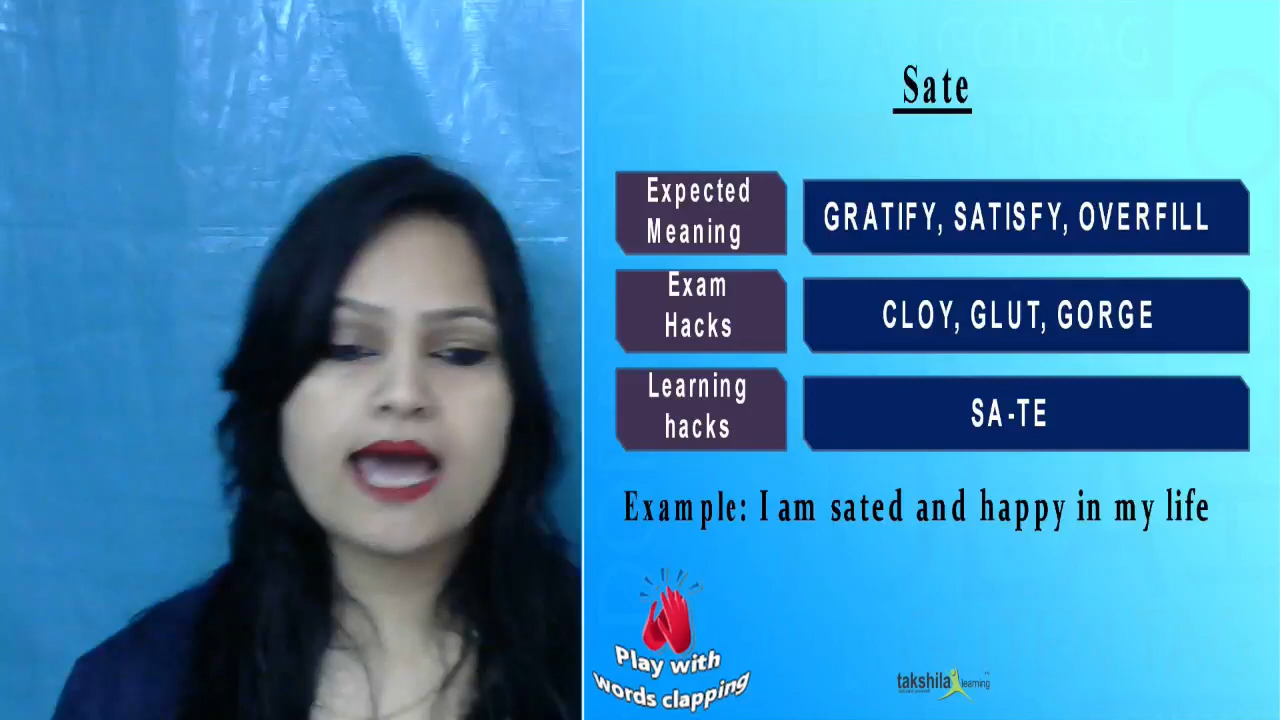 Sate
Expected
Meaning
GRATIFY, SATISFY, OVERFILL
Exam
Hacks
CLOY, GLUT, GORGE
Learning
hacks
SA-TE
Example: I am sated and happy in my life
Play with
words clapping
takshila learning